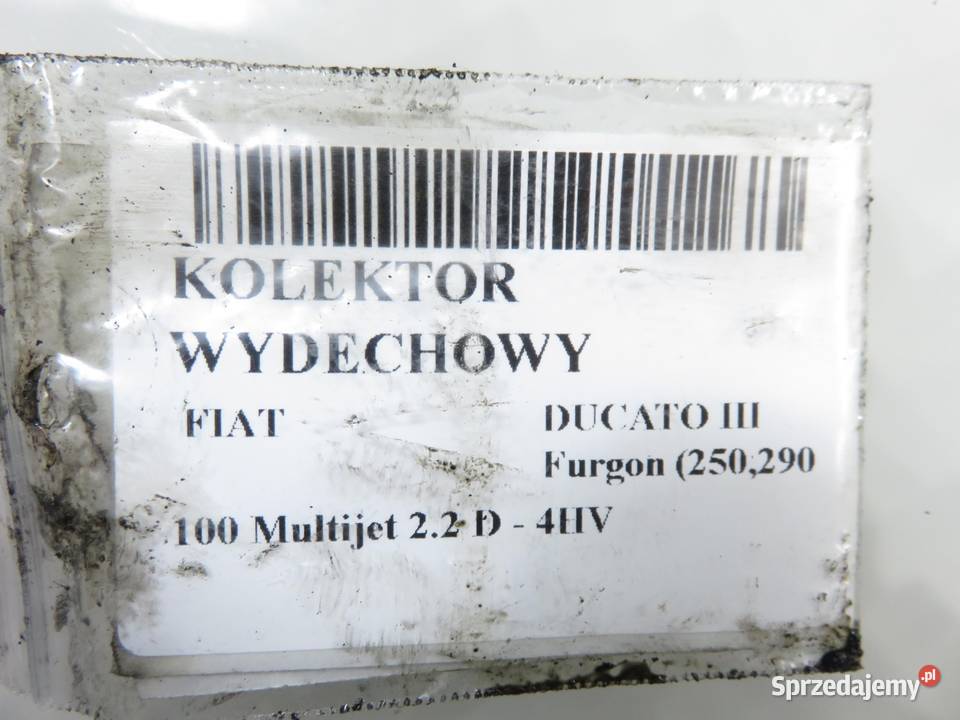 KOLEKTOR
WYDECHOWY
FIAT DUCATO III
Furgon (250,290
100 Multijet 2.2 D - 4HV
Sprzedajemy.pl